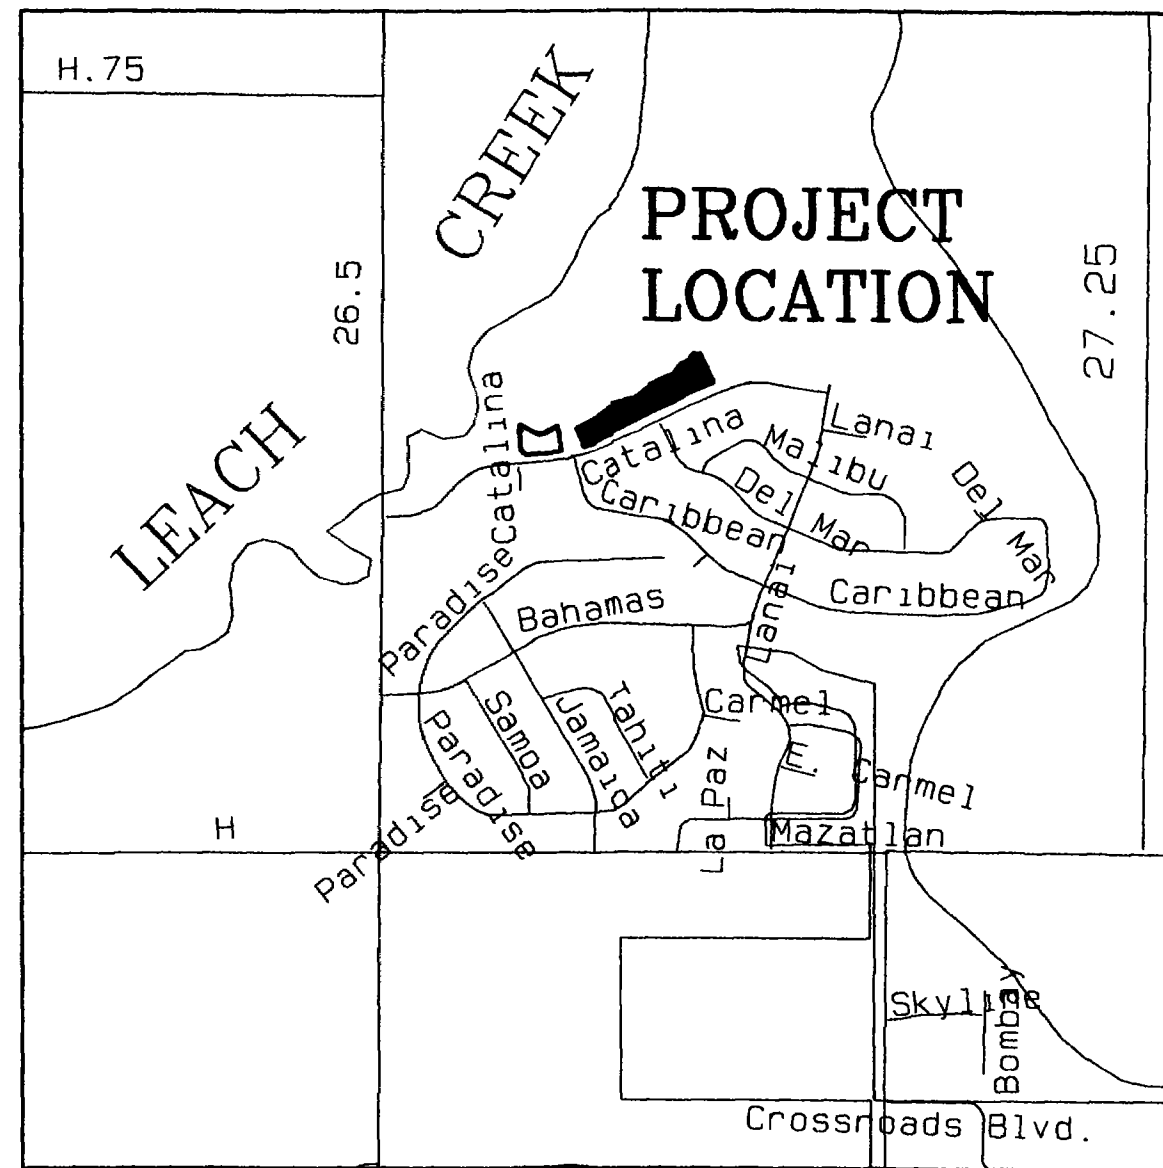 H.75
CREEK
PROJECT
LOCATION
26.5
27.25
LEACH
Catalina
Catalina
Lanai
Malibu
Del Mar
Del Mar
Catalina
Caribbean
Caribbean
Lanai
Paradise
Bahamas
Carmel
Samoa
Jamaica
Tahiti
Paradise
Paradise
La Paz
E. Carmel
H
Mazatlan
Skyline
Bombay
Crossroads Blvd.